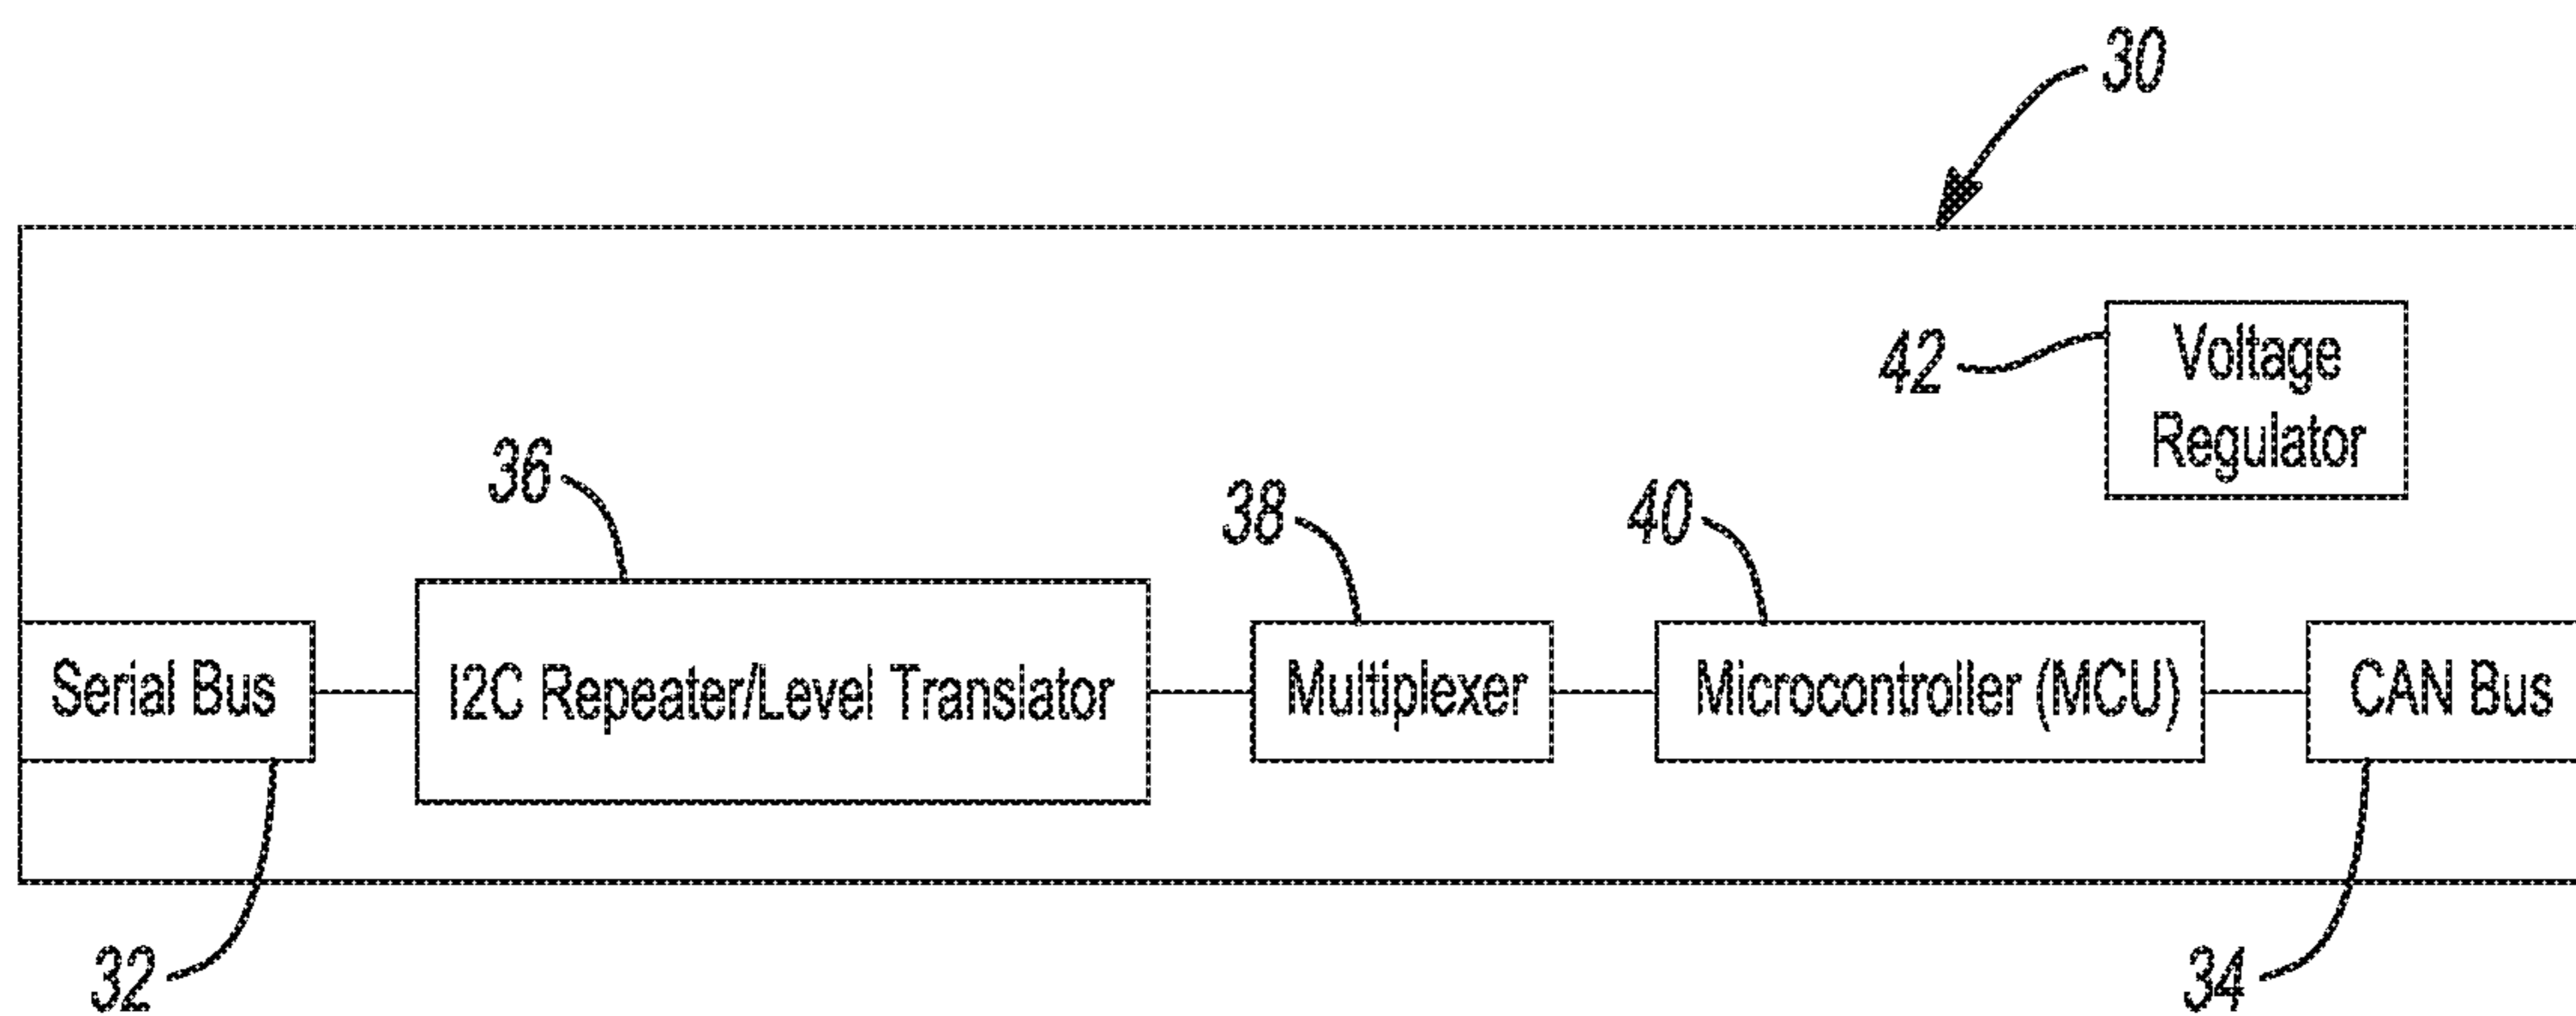 30
42
Voltage
Regulator
36
38
40
Serial Bus
I2C Repeater/Level Translator
Multiplexer
Microcontroller (MCU)
CAN Bus
32
34